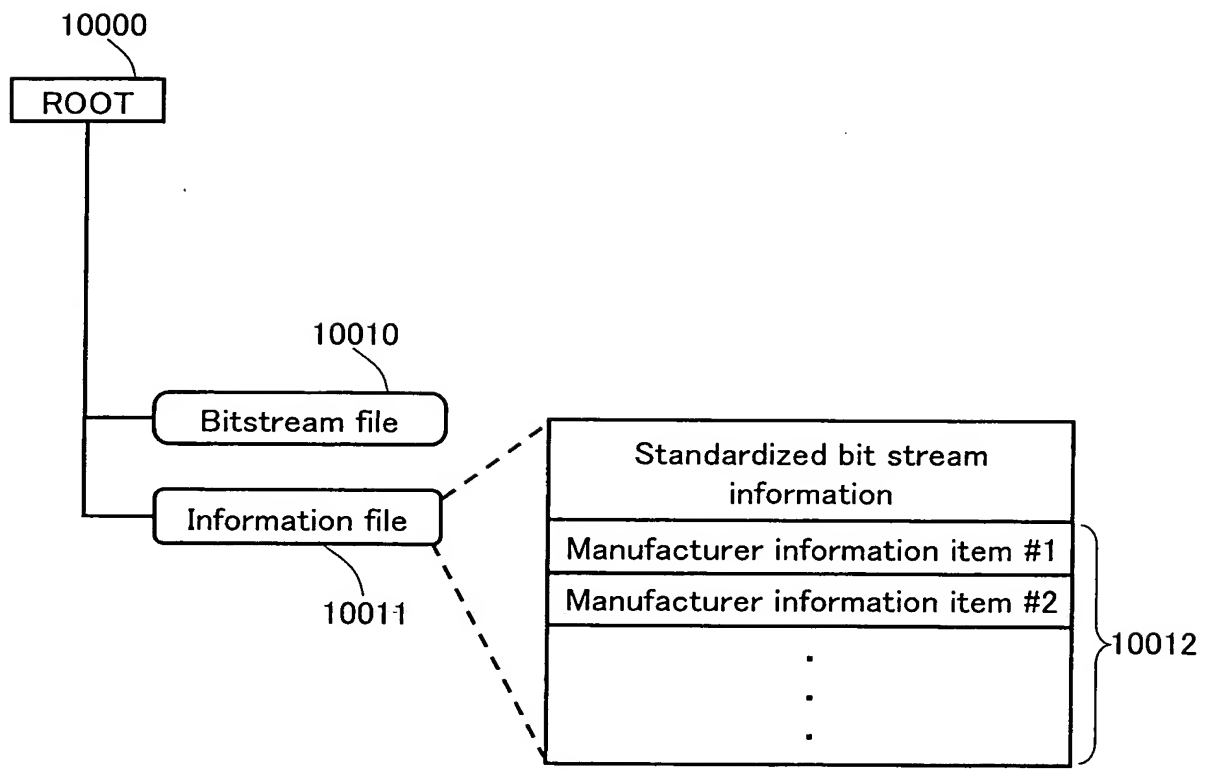 10000
ROOT
10010
Bitstream file
Information file
10011
Standardized bit stream
information
Manufacturer information item #1
Manufacturer information item #2
.
.
.
10012